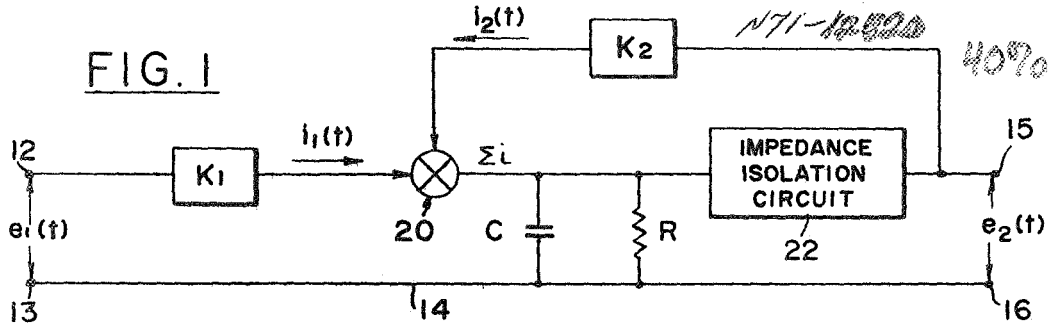 i2(t)
K2
40%
FIG. 1
i1(t)
12
K1
Σi
IMPEDANCE
ISOLATION
CIRCUIT
15
e1(t)
20
C
R
22
e2(t)
13
14
16